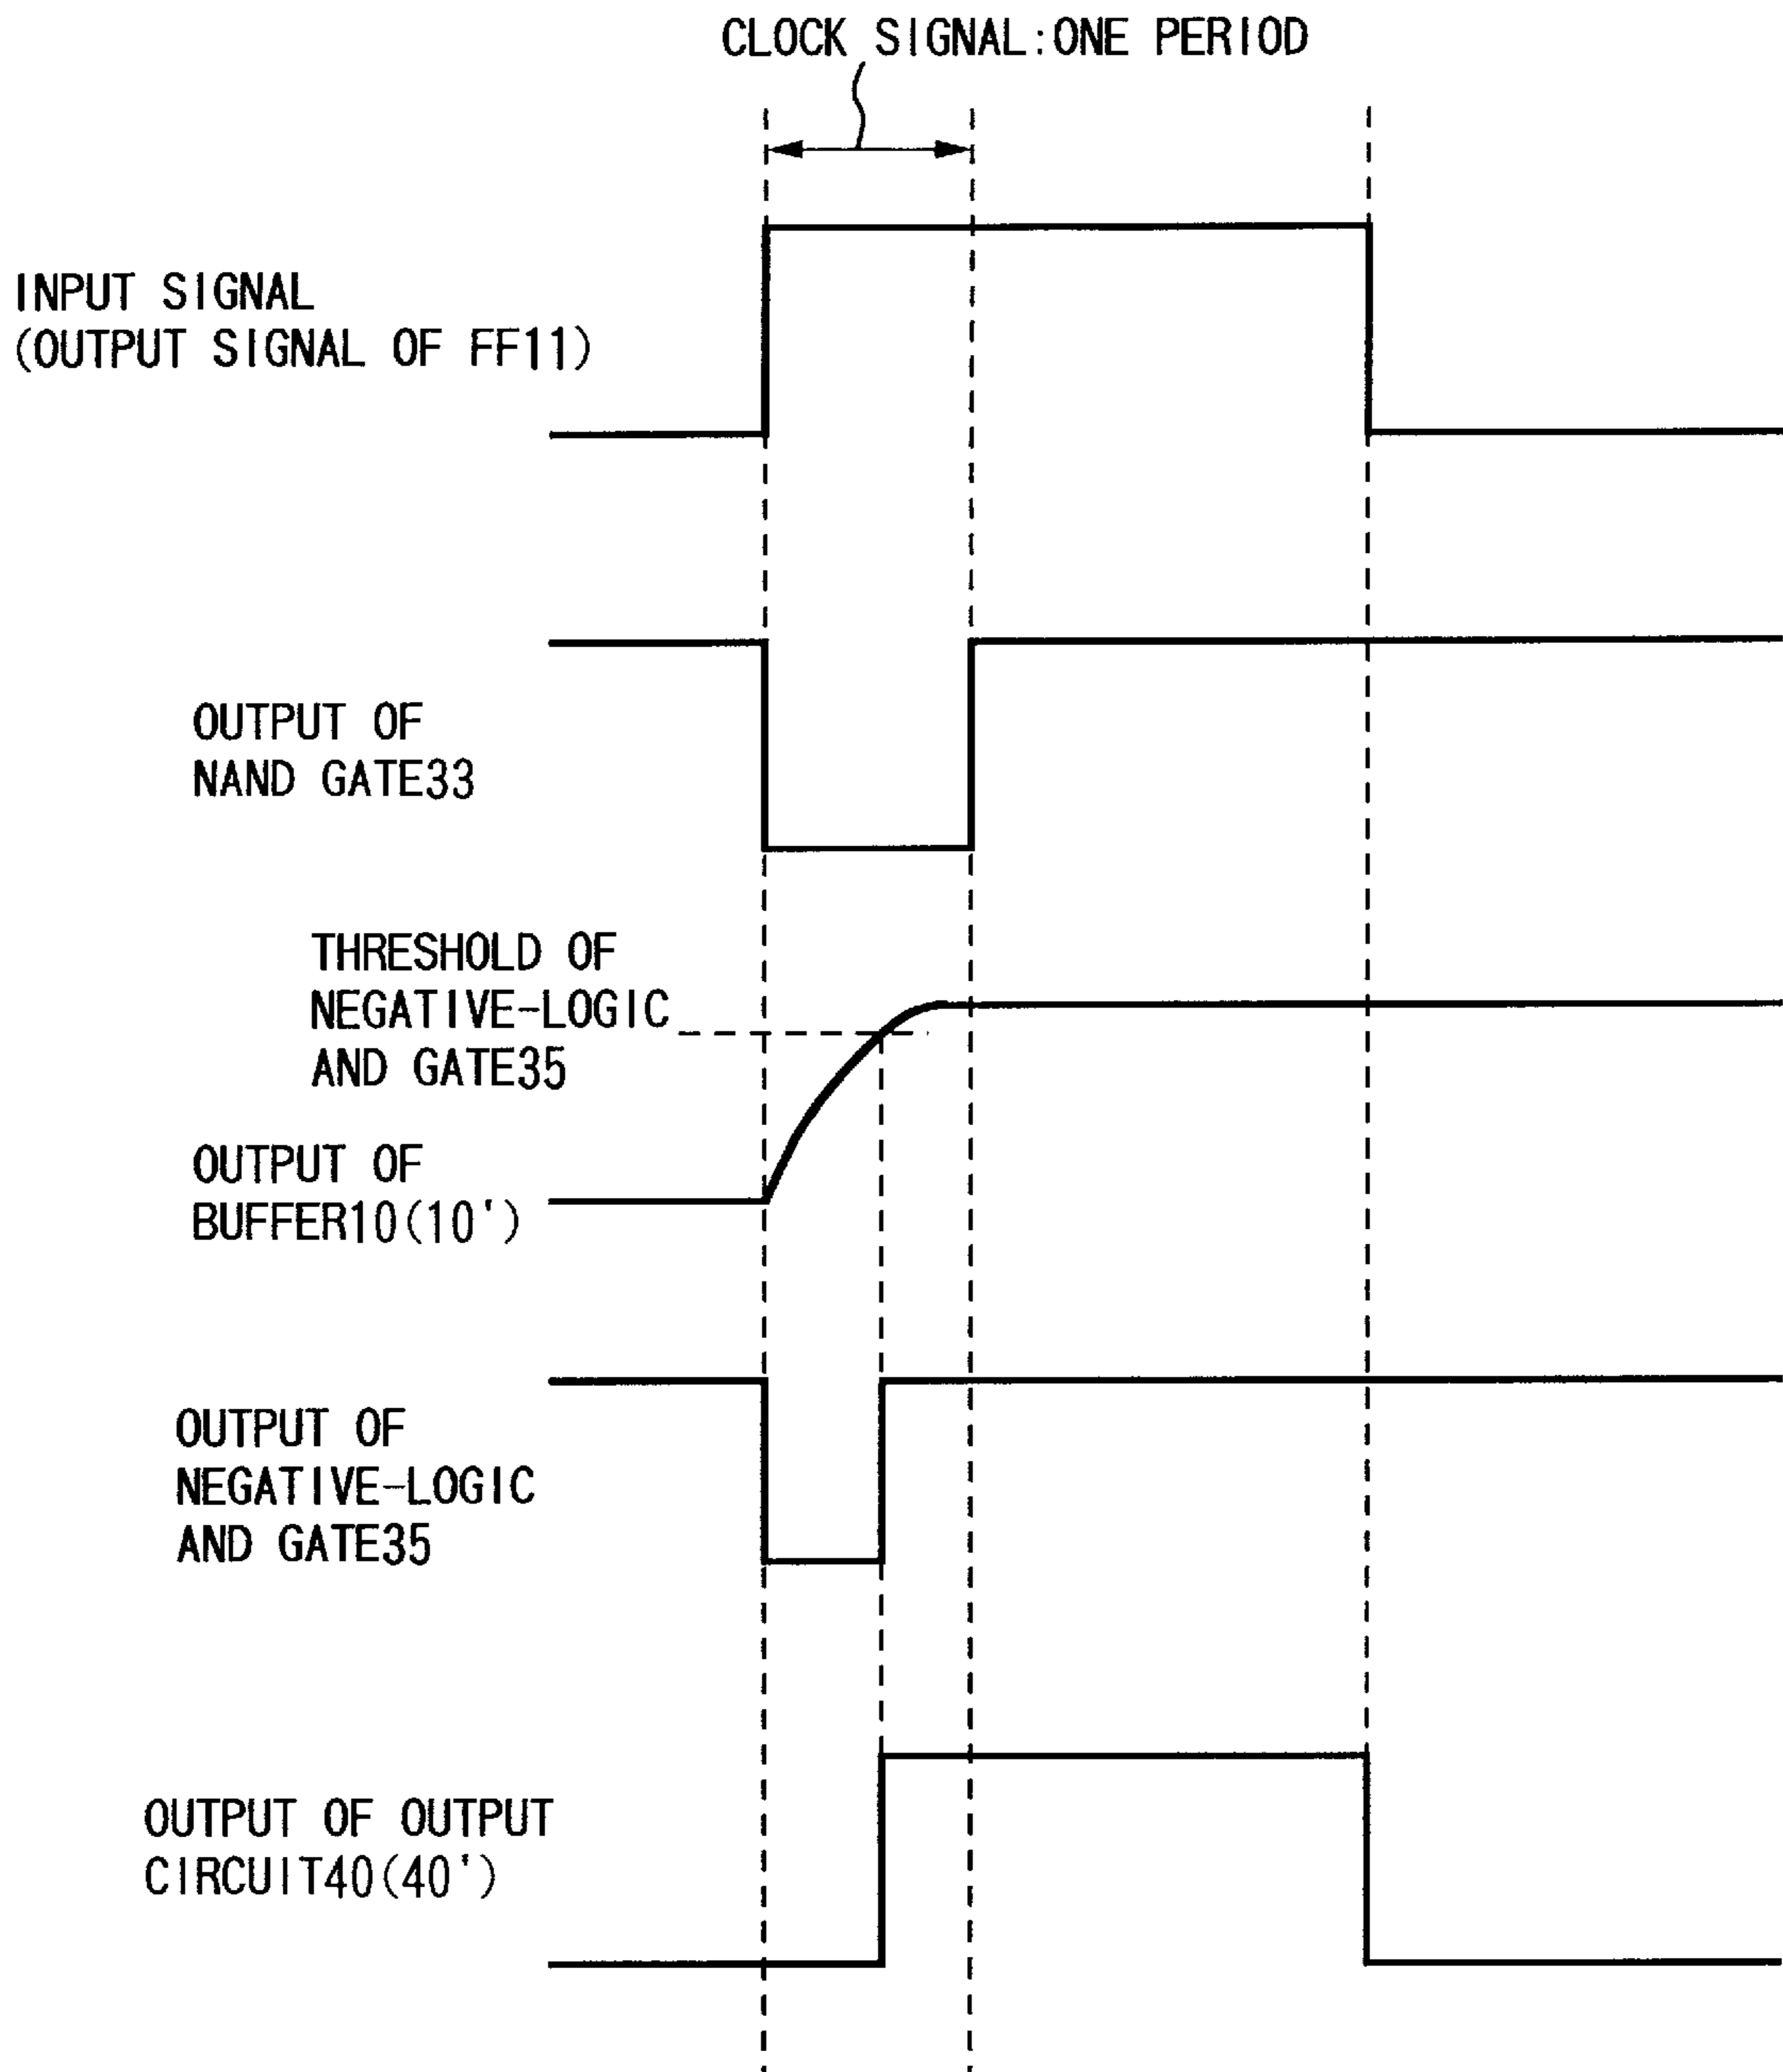 CLOCK SIGNAL:ONE PERIOD
INPUT SIGNAL
(OUTPUT SIGNAL OF FF11)
OUTPUT OF
NAND GATE33
THRESHOLD OF
NEGATIVE-LOGIC
AND GATE35
OUTPUT OF
BUFFER10(10')
OUTPUT OF
NEGATIVE-LOGIC
AND GATE35
OUTPUT OF OUTPUT
CIRCUIT40(40')